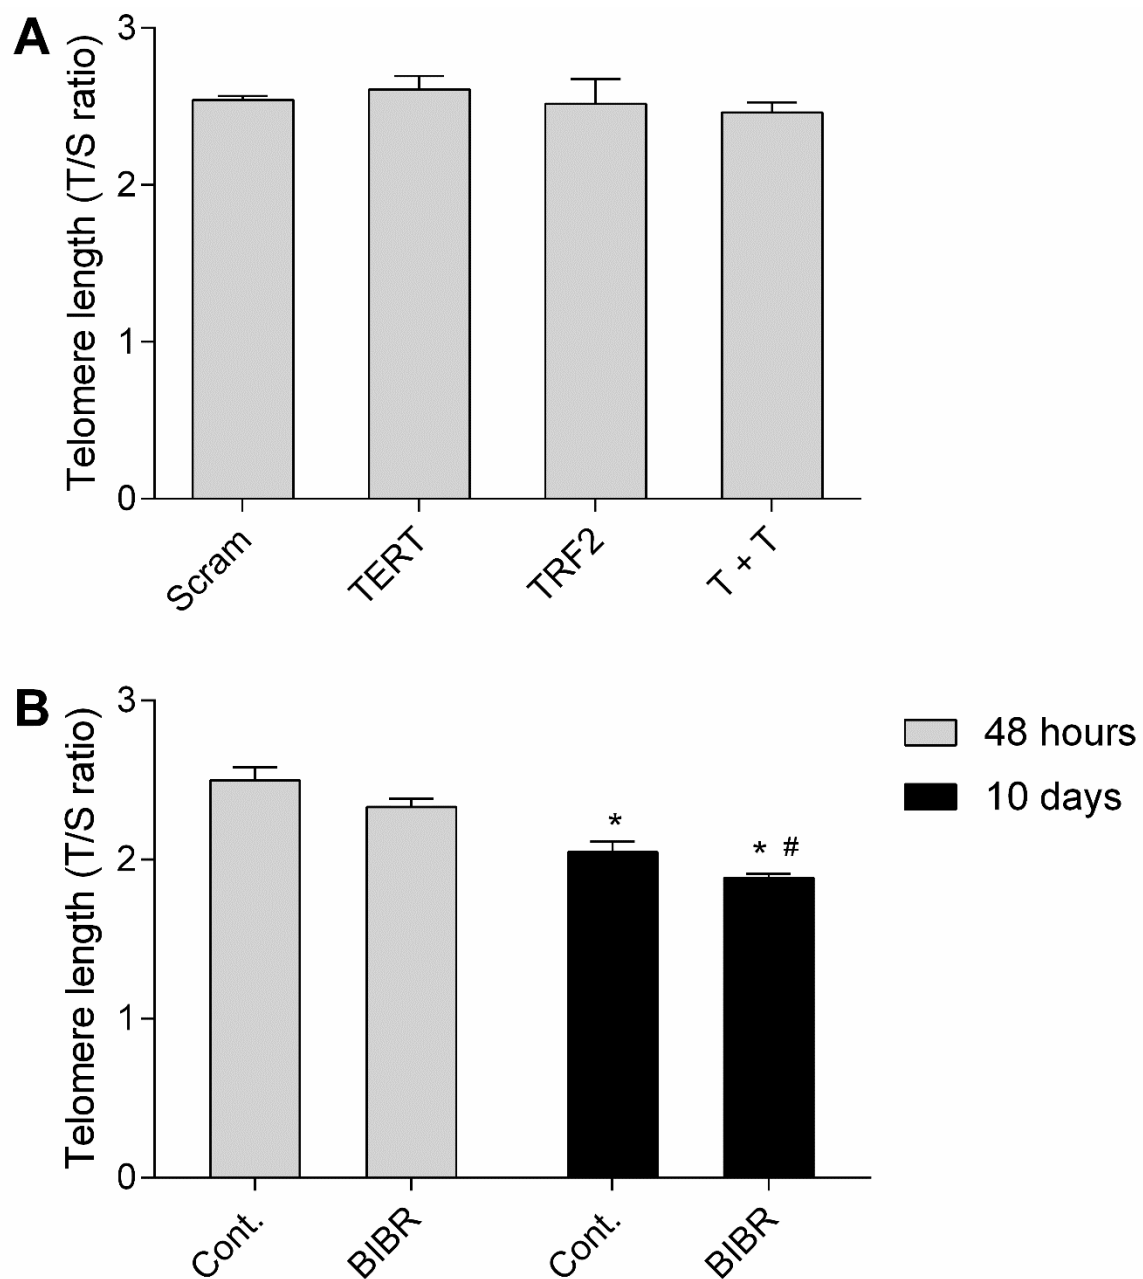 A
Telomere length (T/S ratio)
3
2
1
0
Scram
TERT
TRF2
T + T
B
Telomere length (T/S ratio)
3
2
1
0
*
* #
Cont.
BIBR
Cont.
BIBR
48 hours
10 days